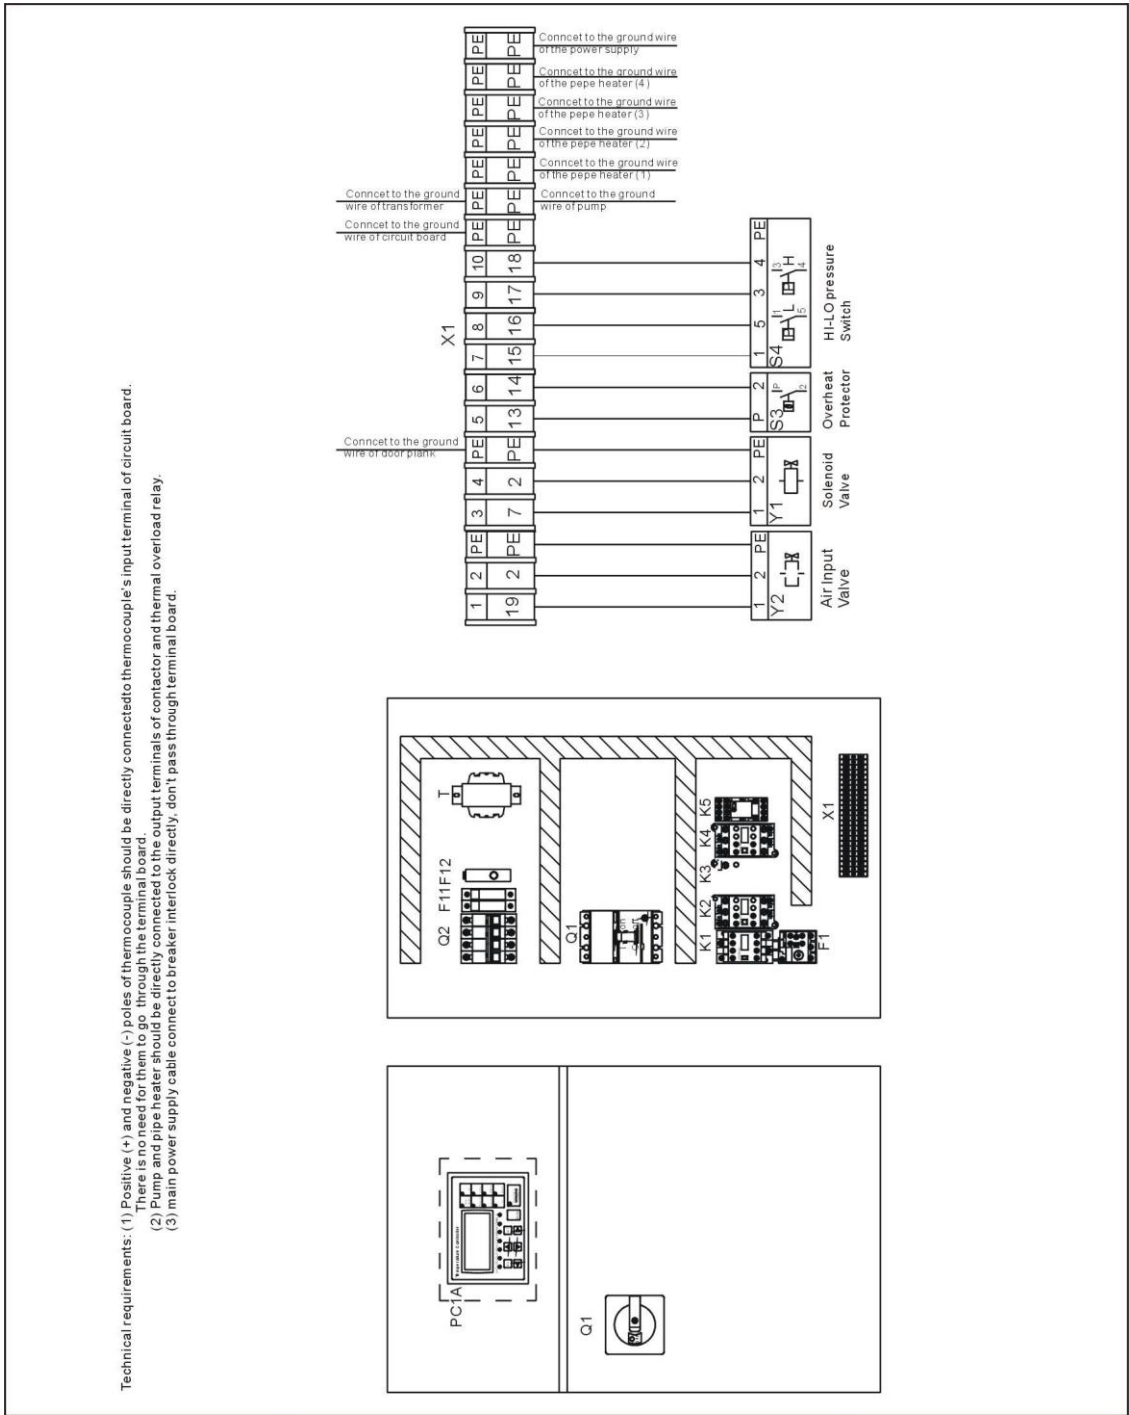 Technical requirements: (1) Positive (+) and negative (-) poles of thermocouple should be directly connectedto thermocouple's input terminal of circuit board.
There is no need for them to go through the terminal board.
(2) Pump and pipe heater should be directly connected to the output terminals of contactor and thermal overload relay.
(3) main power supply cable connect to breaker interlock directly, don't pass through terminal board.
X1
1 2 PE 3 4 PE 5 6 7 8 9 10 PE PE PE PE PE PE PE
19 2 PE 7 2 PE 13 14 15 16 17 18 PE PE PE PE PE PE PE
Conncet to the ground
wire of door plank
Conncet to the ground
wire of circuit board
Conncet to the ground
wire of transformer
Conncet to the ground
wire of pump
Conncet to the ground wire
of the pepe heater (1)
Conncet to the ground wire
of the pepe heater (2)
Conncet to the ground wire
of the pepe heater (3)
Conncet to the ground wire
of the pepe heater (4)
Conncet to the ground wire
of the power supply
1 2 PE
Y2
Air Input
Valve
1 2 PE
Y1
Solenoid
Valve
P 2
S3
P
2
Overheat
Protector
1 5 3 4 PE
S4
1
L
5
3
H
4
HI-LO pressure
Switch
T
Q2 F11 F12
Q1
K1 K2 K3 K4 K5
F1
X1
PC1A
Temperature Controller
Q1